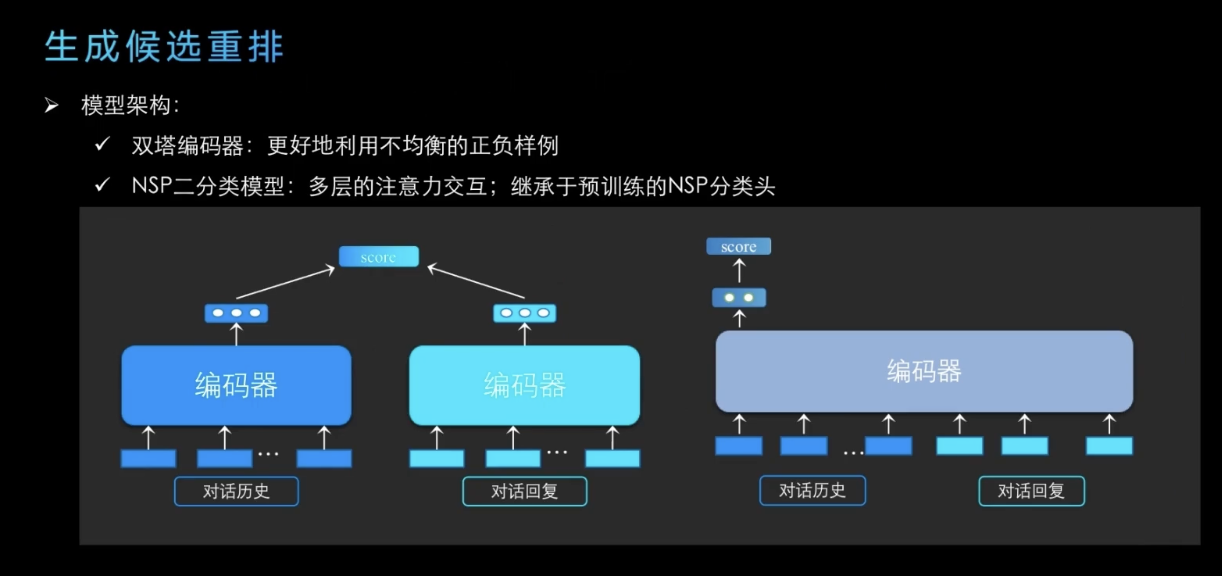 生成候选重排
➢ 模型架构:
✓ 双塔编码器：更好地利用不均衡的正负样例
✓ NSP二分类模型：多层的注意力交互；继承于预训练的NSP分类头
score
score
编码器
编码器
编码器
...
...
...
对话历史
对话回复
对话历史
对话回复